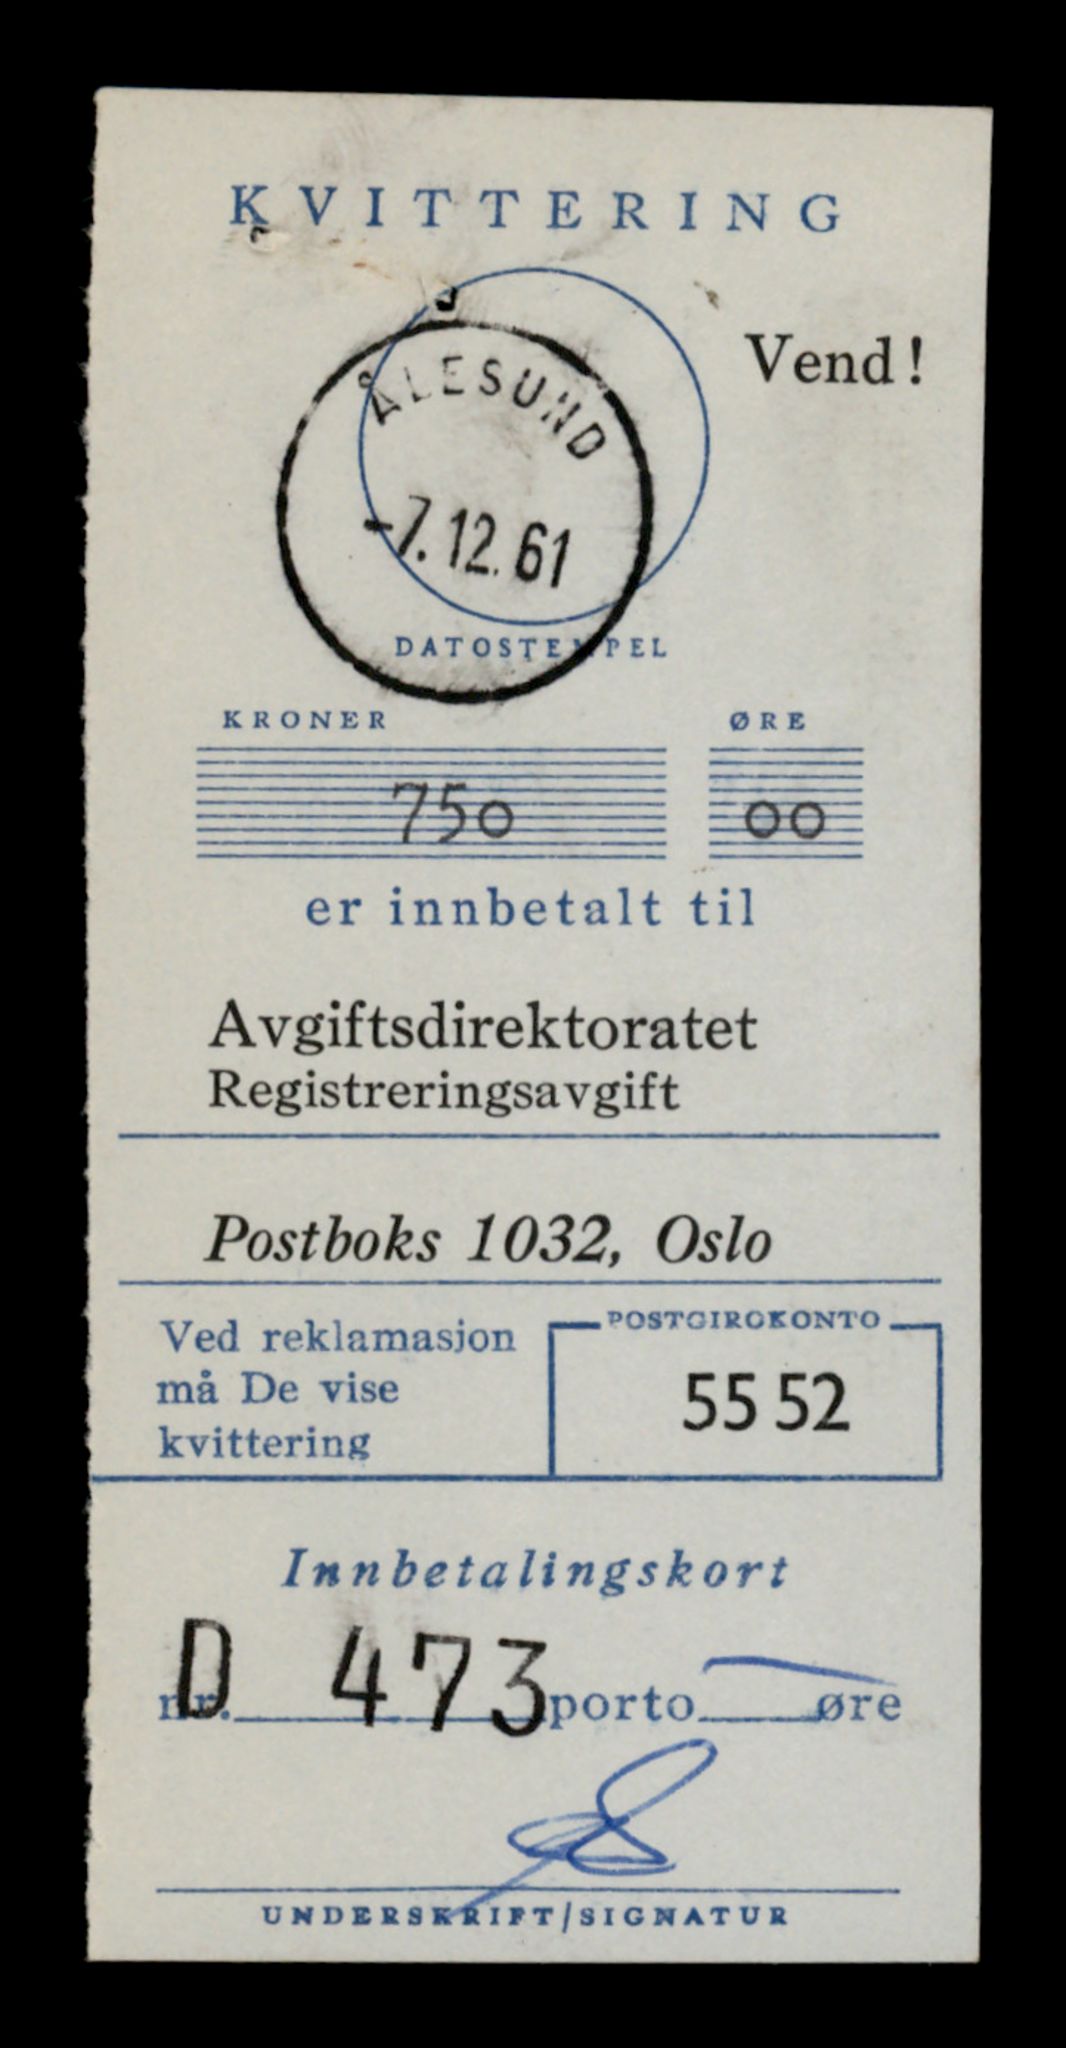 KVITTERING
Vend!
ÅLESUND
-7.12.61
DATOSTEMPEL
KRONER ØRE
750 00
er innbetalt til
Avgiftsdirektoratet
Registreringsavgift
Postboks 1032, Oslo
Ved reklamasjon
må De vise
kvittering
POSTGIROKONTO
55 52
Innbetalingskort
nr. D 473 porto — øre
UNDERSKRIFT/SIGNATUR